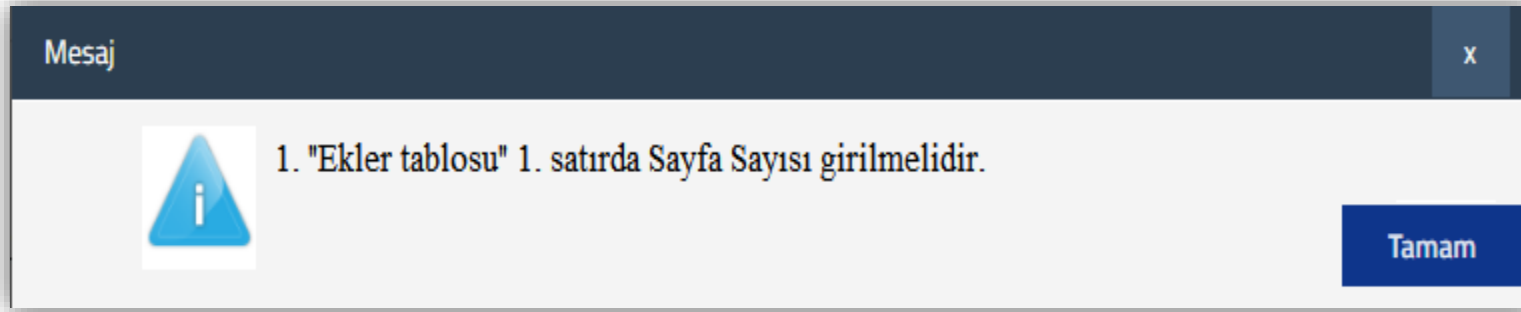 Mesaj
x
1. "Ekler tablosu" 1. satırda Sayfa Sayısı girilmelidir.
i
Tamam